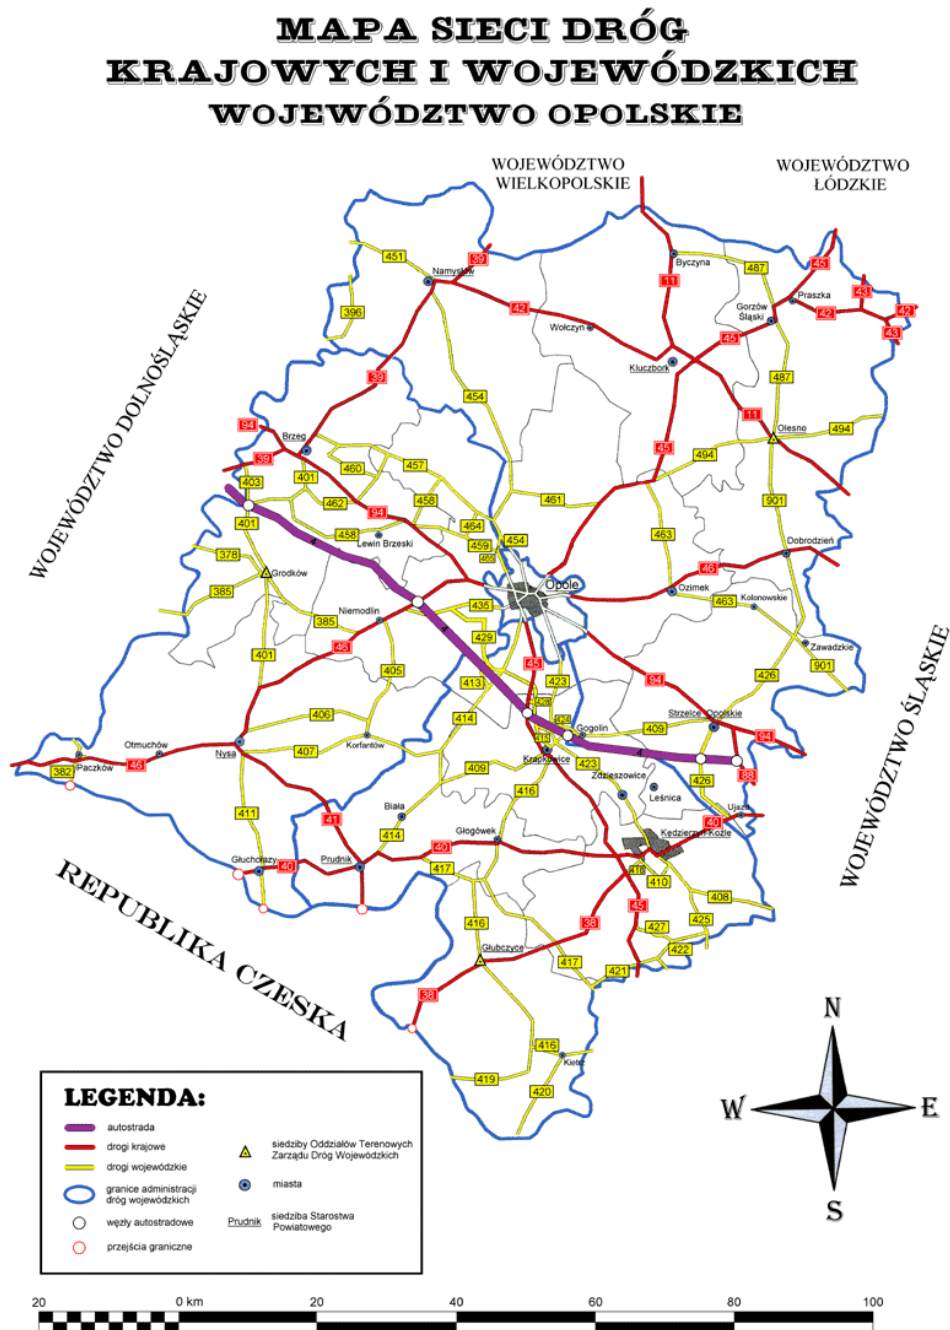 MAPA SIECI DRÓG
KRAJOWYCH I WOJEWÓDZKICH
WOJEWÓDZTWO OPOLSKIE
WOJEWÓDZTWO
WIELKOPOLSKIE
WOJEWÓDZTWO
ŁÓDZKIE
WOJEWÓDZTWO DOLNOŚLĄSKIE
WOJEWÓDZTWO ŚLĄSKIE
REPUBLIKA CZESKA
451
39
Namysłów
Byczyna
487
45
11
43
Praszka
396
42
Wołczyn
Gorzów
Śląski
42
42
43
45
Kluczbork
39
487
454
11
94
Brzeg
Olesno
494
45
494
39
460
457
401
403
462
458
461
901
401
94
464
463
454
458
Lewin Brzeski
459
465
4
378
Dobrodzień
Grodków
46
Opole
385
Ozimek
463
Kolonowskie
Niemodlin
435
385
4
429
46
401
Zawadzkie
45
901
405
413
423
94
426
406
414
428
424
Strzelce Opolskie
Gogolin
409
94
Korfantów
Otmuchów
407
Nysa
Paczków
46
382
Krapkowice
423
409
Zdzieszowice
426
88
416
Leśnica
Biała
Ujazd
411
41
40
Głogówek
414
Kędzierzyn-Koźle
40
Głuchołazy
40
Prudnik
417
418
410
408
45
425
416
38
427
422
Głubczyce
417
421
38
416
Kietrz
419
420
LEGENDA:
autostrada
drogi krajowe
drogi wojewódzkie
granice administracji
dróg wojewódzkich
węzły autostradowe
przejścia graniczne
siedziby Oddziałów Terenowych
Zarządu Dróg Wojewódzkich
miasta
Prudnik
siedziba Starostwa
Powiatowego
N
W
E
S
20 0 km 20 40 60 80 100